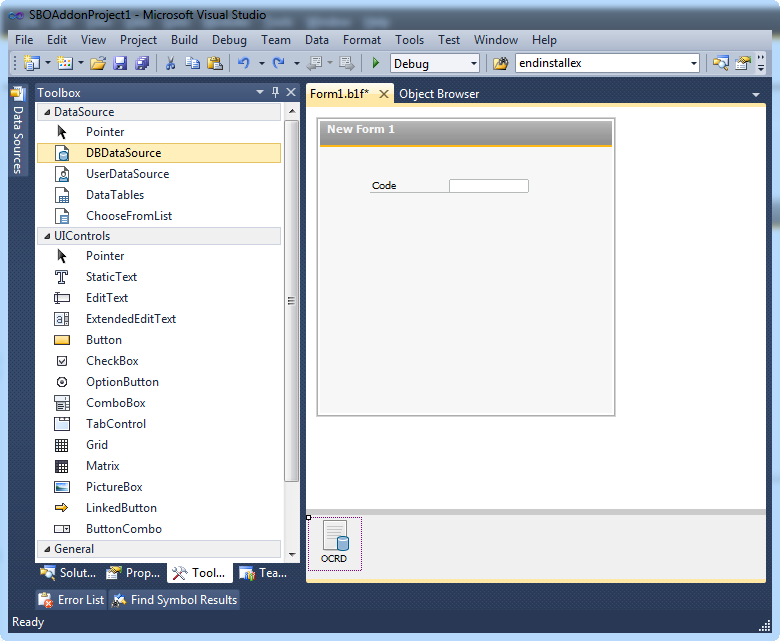 SBOAddonProject1 - Microsoft Visual Studio
File Edit View Project Build Debug Team Data Format Tools Test Window Help
Debug endinstallex
Data Sources
Toolbox
DataSource
Pointer
DBDataSource
UserDataSource
DataTables
ChooseFromList
UIControls
Pointer
StaticText
EditText
ExtendedEditText
Button
CheckBox
OptionButton
ComboBox
TabControl
Grid
Matrix
PictureBox
LinkedButton
ButtonCombo
General
Solut... Prop... Tool... Tea...
Form1.b1f* Object Browser
New Form 1
Code
OCRD
Error List Find Symbol Results
Ready